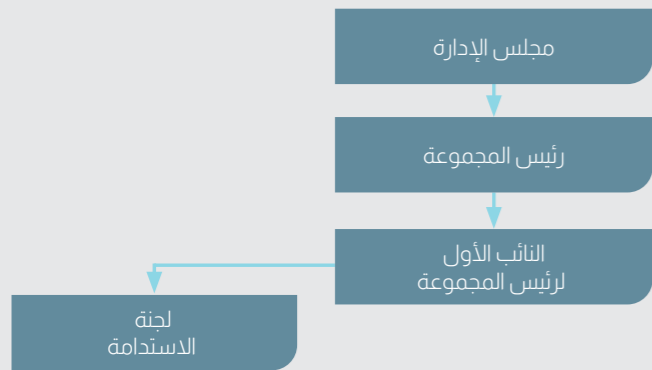 مجلس الإدارة
رئيس المجموعة
النائب الأول
لرئيس المجموعة
لجنة
الاستدامة